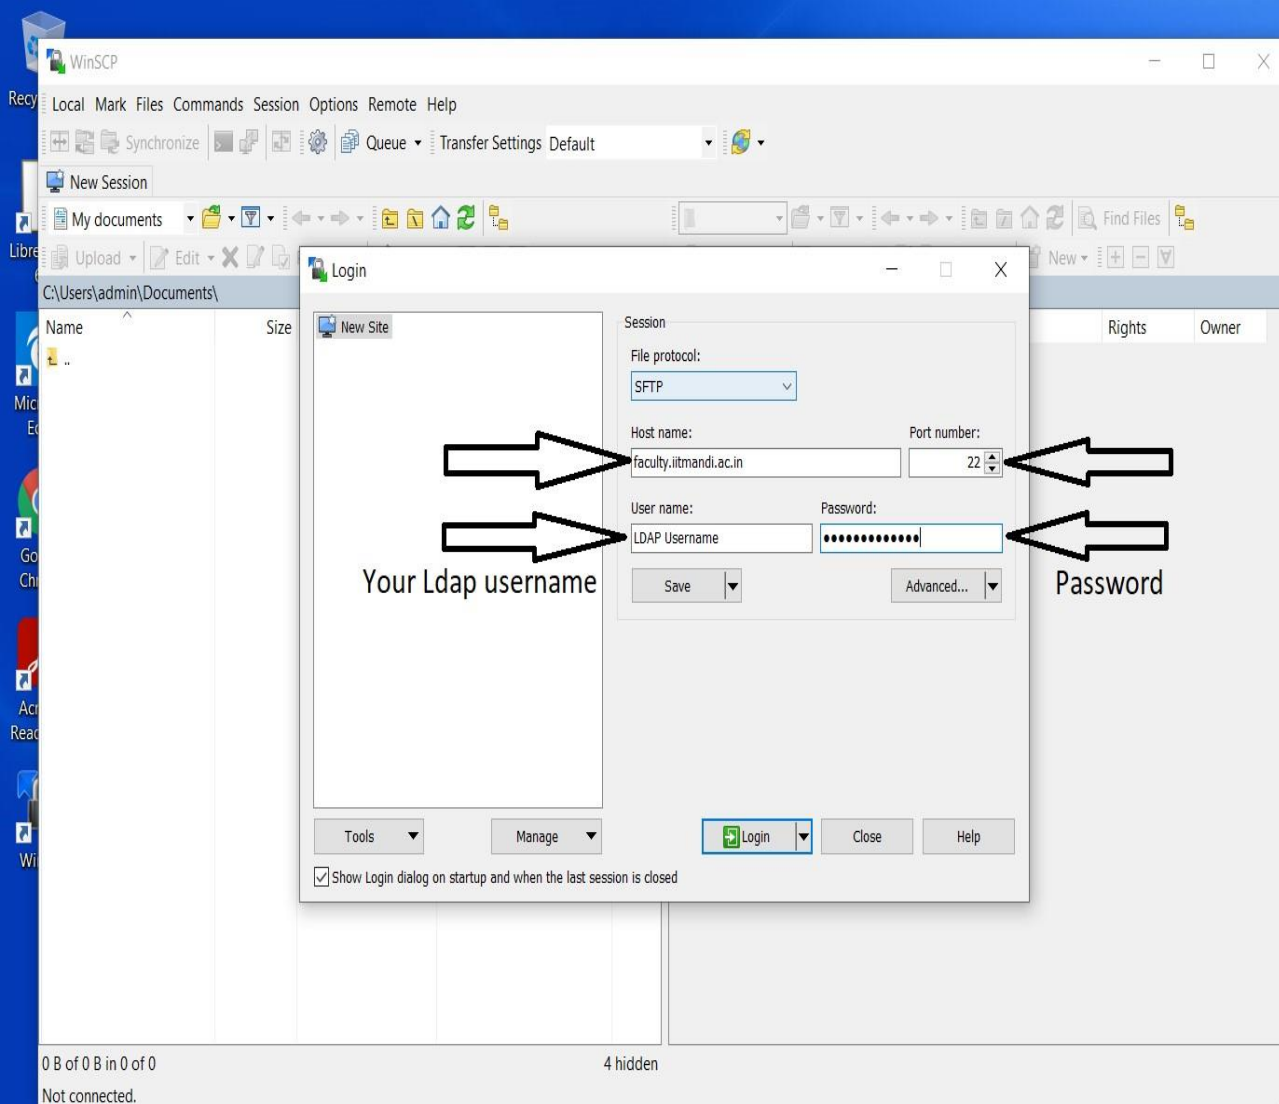 WinSCP
Local Mark Files Commands Session Options Remote Help
Synchronize Queue Transfer Settings Default
New Session
My documents Find Files
Upload Edit New
C:\Users\admin\Documents\
Name Size Rights Owner
..
Login
New Site
Session
File protocol:
SFTP
Host name: Port number:
faculty.iitmandi.ac.in 22
User name: Password:
LDAP Username •••••••••••••
Your Ldap username Password
Save Advanced...
Tools Manage Login Close Help
Show Login dialog on startup and when the last session is closed
0 B of 0 B in 0 of 0 4 hidden
Not connected.